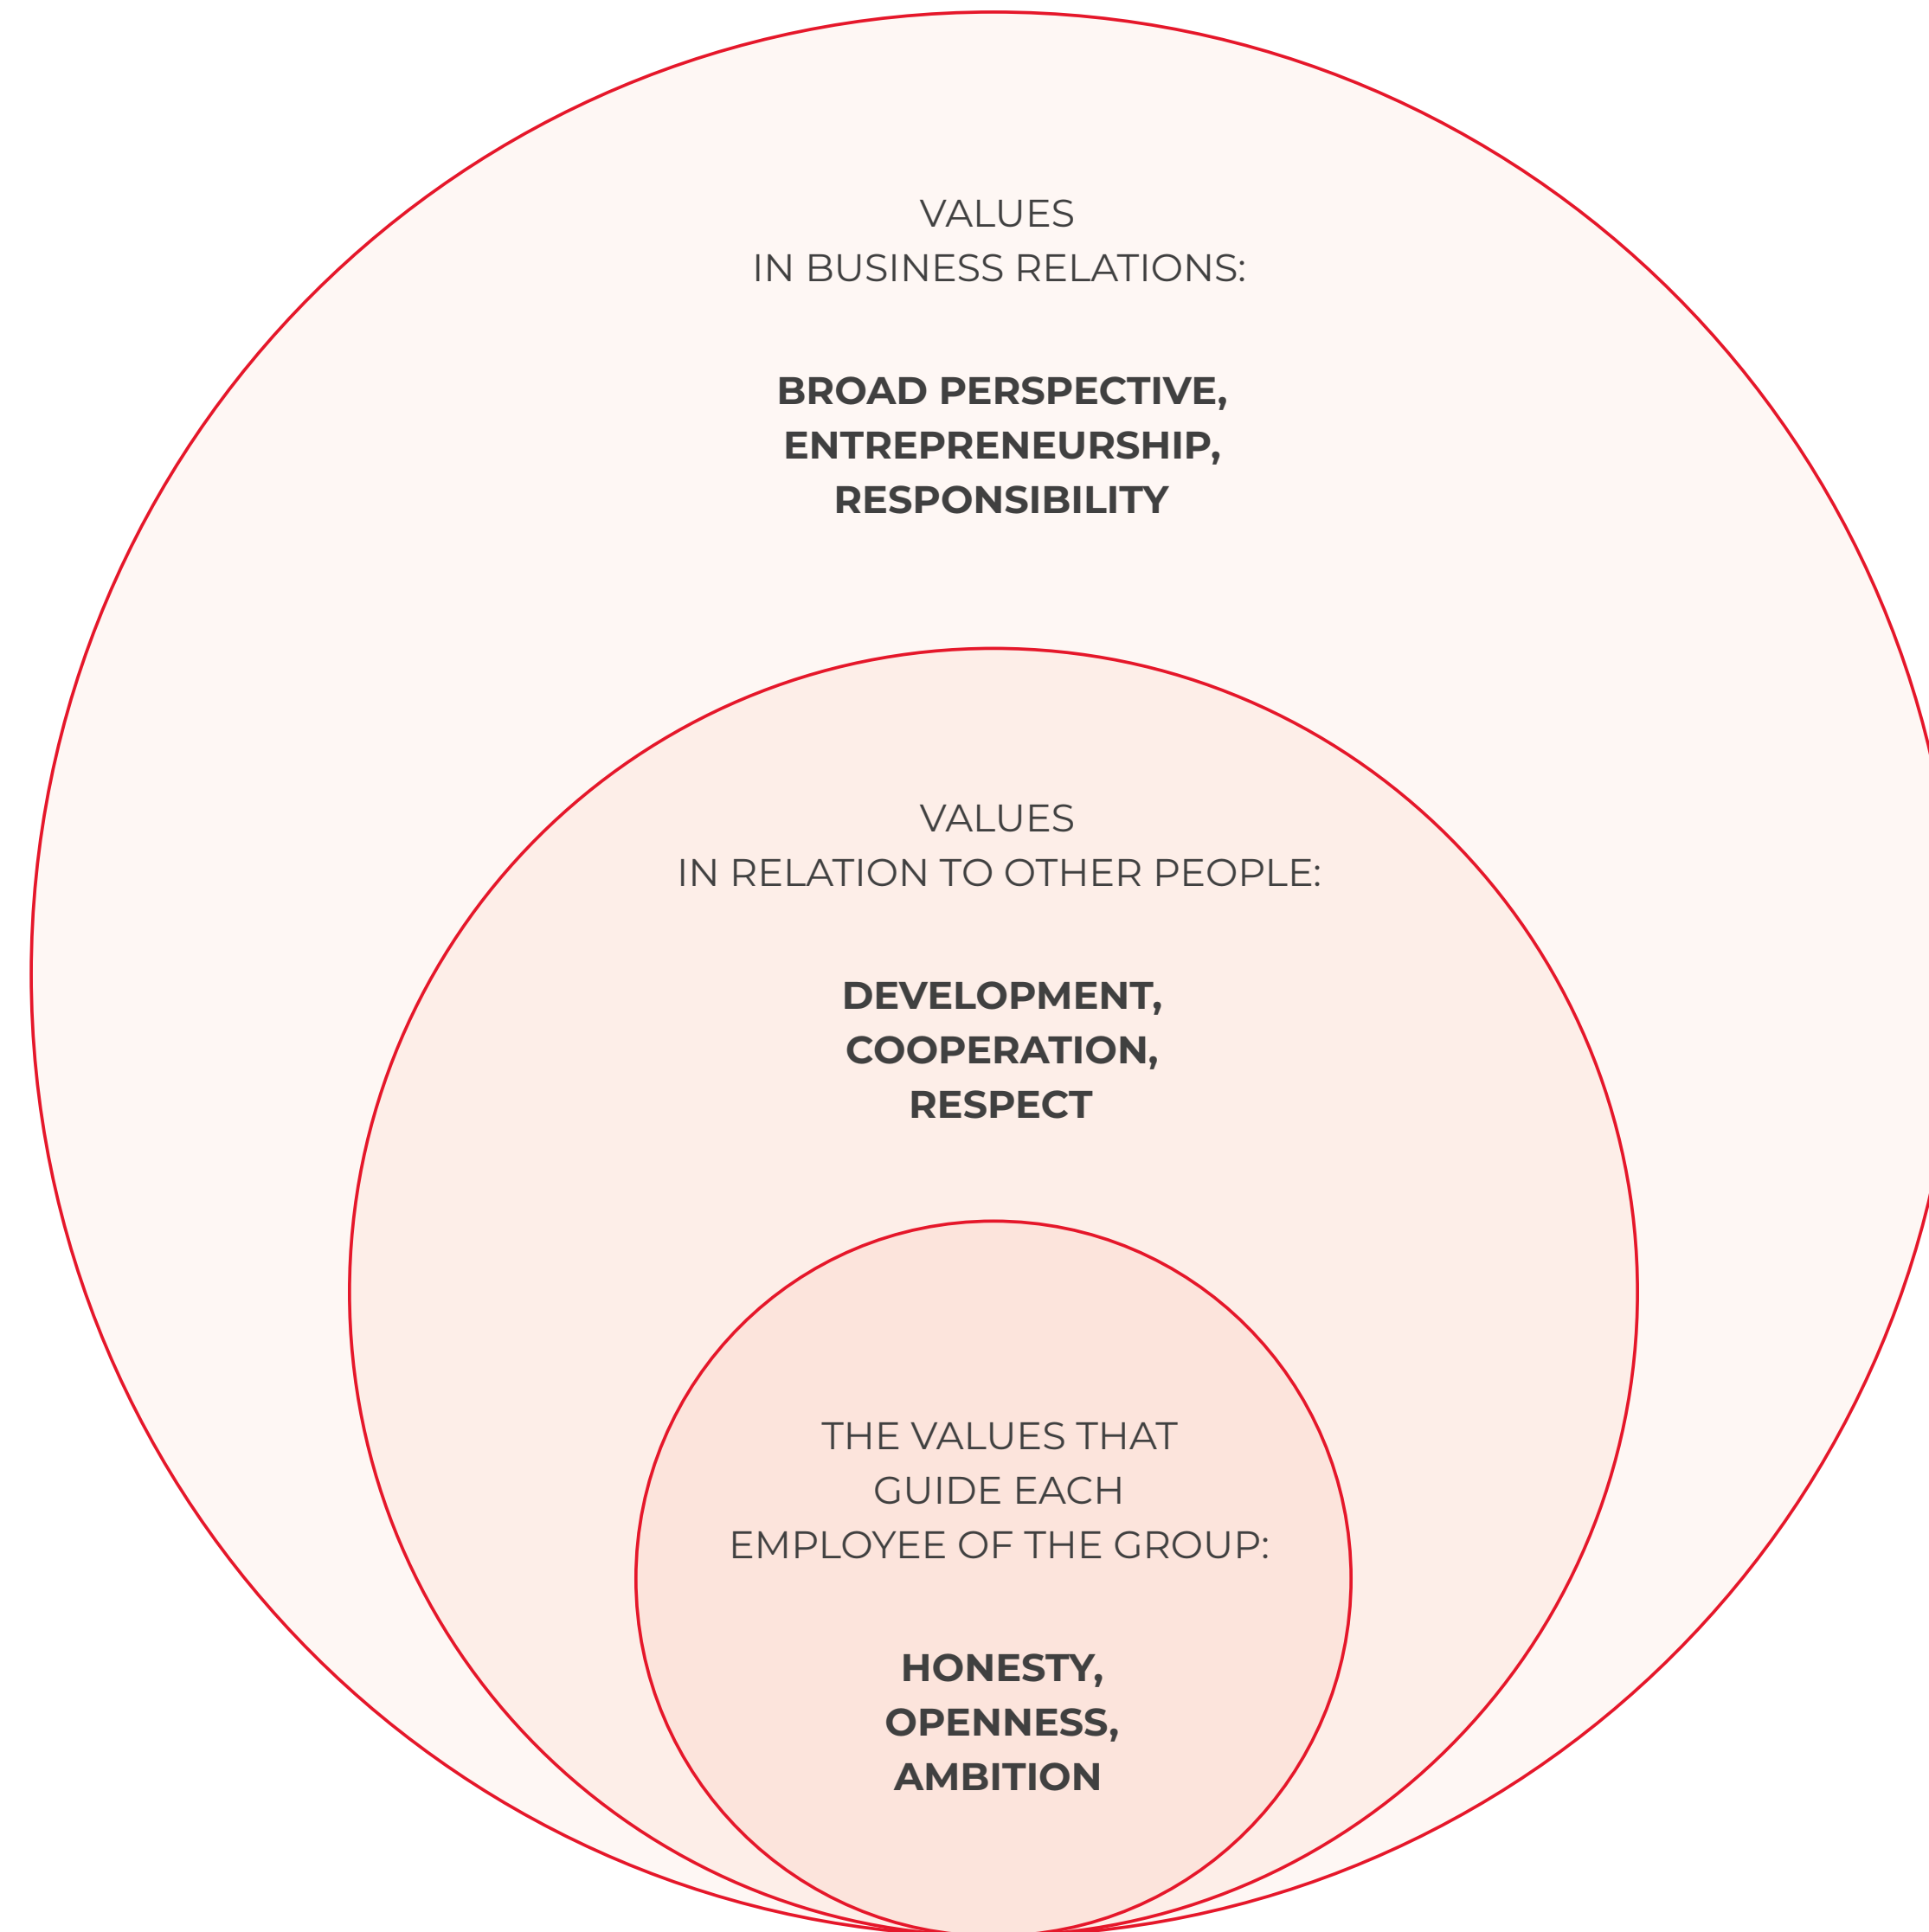 VALUES
IN BUSINESS RELATIONS:
BROAD PERSPECTIVE,
ENTREPRENEURSHIP,
RESPONSIBILITY
VALUES
IN RELATION TO OTHER PEOPLE:
DEVELOPMENT,
COOPERATION,
RESPECT
THE VALUES THAT
GUIDE EACH
EMPLOYEE OF THE GROUP:
HONESTY,
OPENNESS,
AMBITION